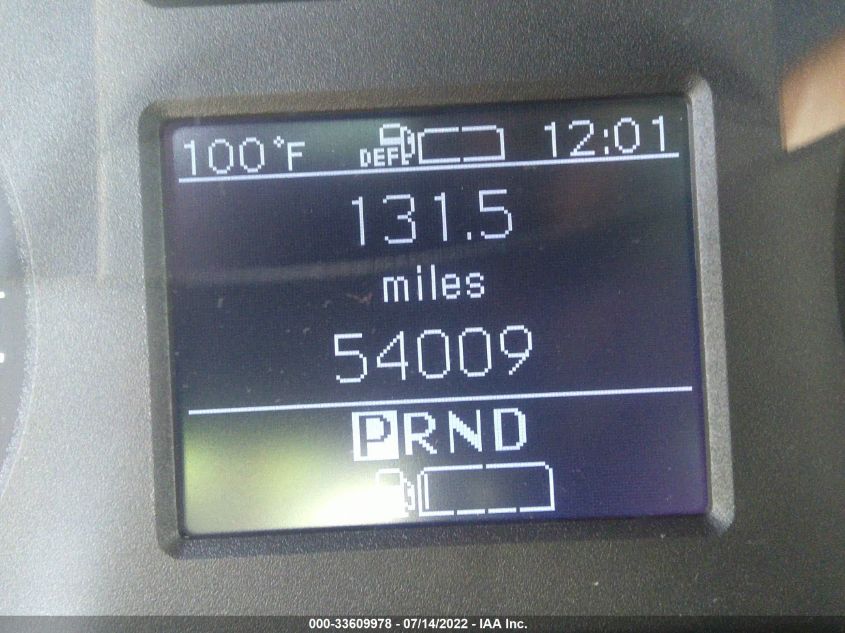 100°F DEF 12:01
131.5
miles
54009
PRND
000-33609978 - 07/14/2022 - IAA Inc.